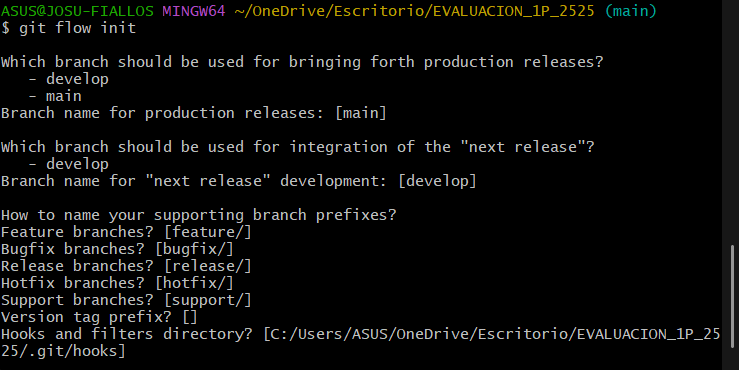 ASUS@JOSU-FIALLOS MINGW64 ~/OneDrive/Escritorio/EVALUACION_1P_2525 (main)
$ git flow init
Which branch should be used for bringing forth production releases?
- develop
- main
Branch name for production releases: [main]
Which branch should be used for integration of the "next release"?
- develop
Branch name for "next release" development: [develop]
How to name your supporting branch prefixes?
Feature branches? [feature/]
Bugfix branches? [bugfix/]
Release branches? [release/]
Hotfix branches? [hotfix/]
Support branches? [support/]
Version tag prefix? []
Hooks and filters directory? [C:/Users/ASUS/OneDrive/Escritorio/EVALUACION_1P_25
25/.git/hooks]